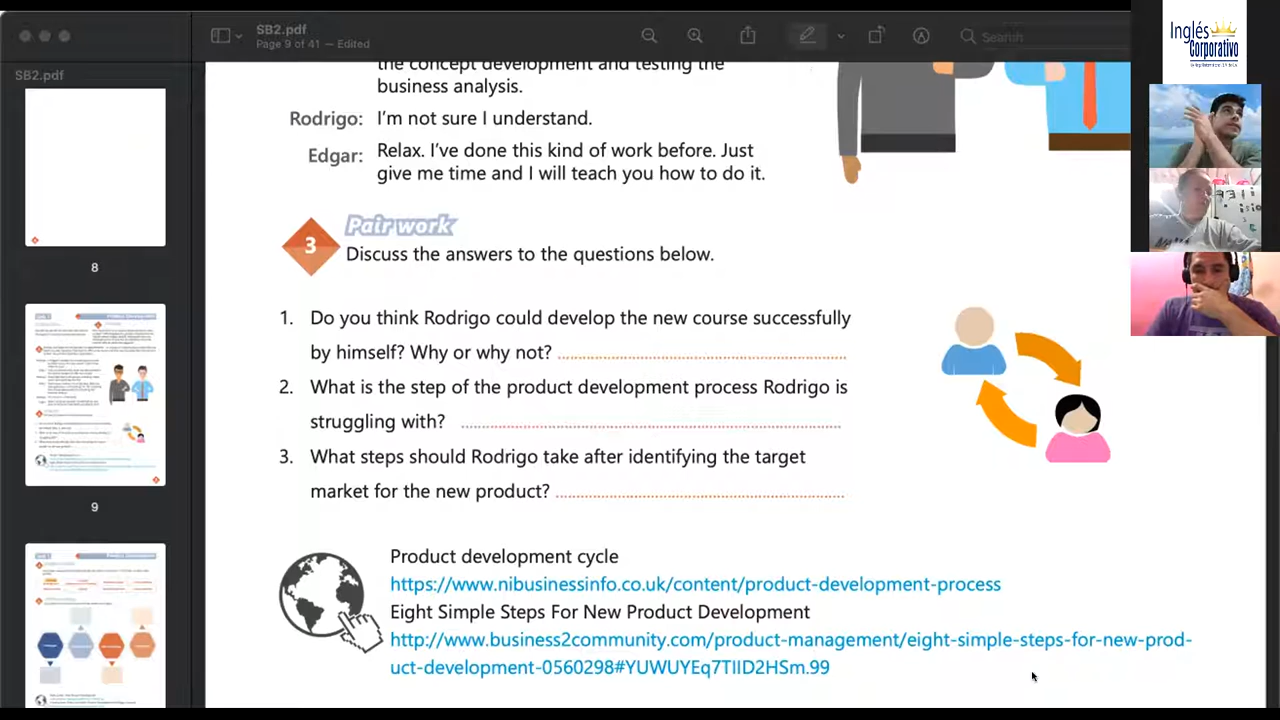 SB2.pdf
Page 9 of 41 — Edited
Search
Inglés
Corporativo
SB2.pdf
8
9
the concept development and testing the
business analysis.
Rodrigo: I'm not sure I understand.
Edgar: Relax. I've done this kind of work before. Just
give me time and I will teach you how to do it.
3
Pair work
Discuss the answers to the questions below.
1. Do you think Rodrigo could develop the new course successfully
by himself? Why or why not?
2. What is the step of the product development process Rodrigo is
struggling with?
3. What steps should Rodrigo take after identifying the target
market for the new product?
Product development cycle
https://www.nibusinessinfo.co.uk/content/product-development-process
Eight Simple Steps For New Product Development
http://www.business2community.com/product-management/eight-simple-steps-for-new-prod-
uct-development-0560298#YUWUYEq7TIID2HSm.99